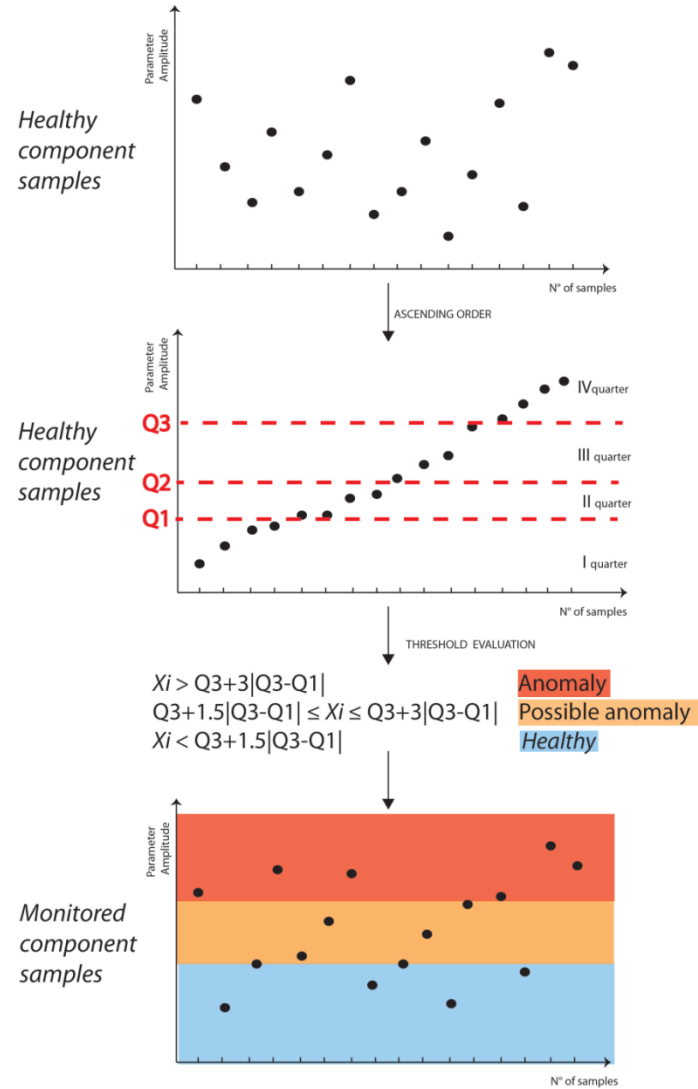 Parameter
Amplitude
Healthy
component
samples
N° of samples
ASCENDING ORDER
Parameter
Amplitude
IV quarter
Q3
Healthy
component
samples
III quarter
Q2
II quarter
Q1
I quarter
N° of samples
THRESHOLD EVALUATION
Xi > Q3+3|Q3-Q1| Anomaly
Q3+1.5|Q3-Q1| ≤ Xi ≤ Q3+3|Q3-Q1| Possible anomaly
Xi < Q3+1.5|Q3-Q1| Healthy
Parameter
Amplitude
Monitored
component
samples
N° of samples